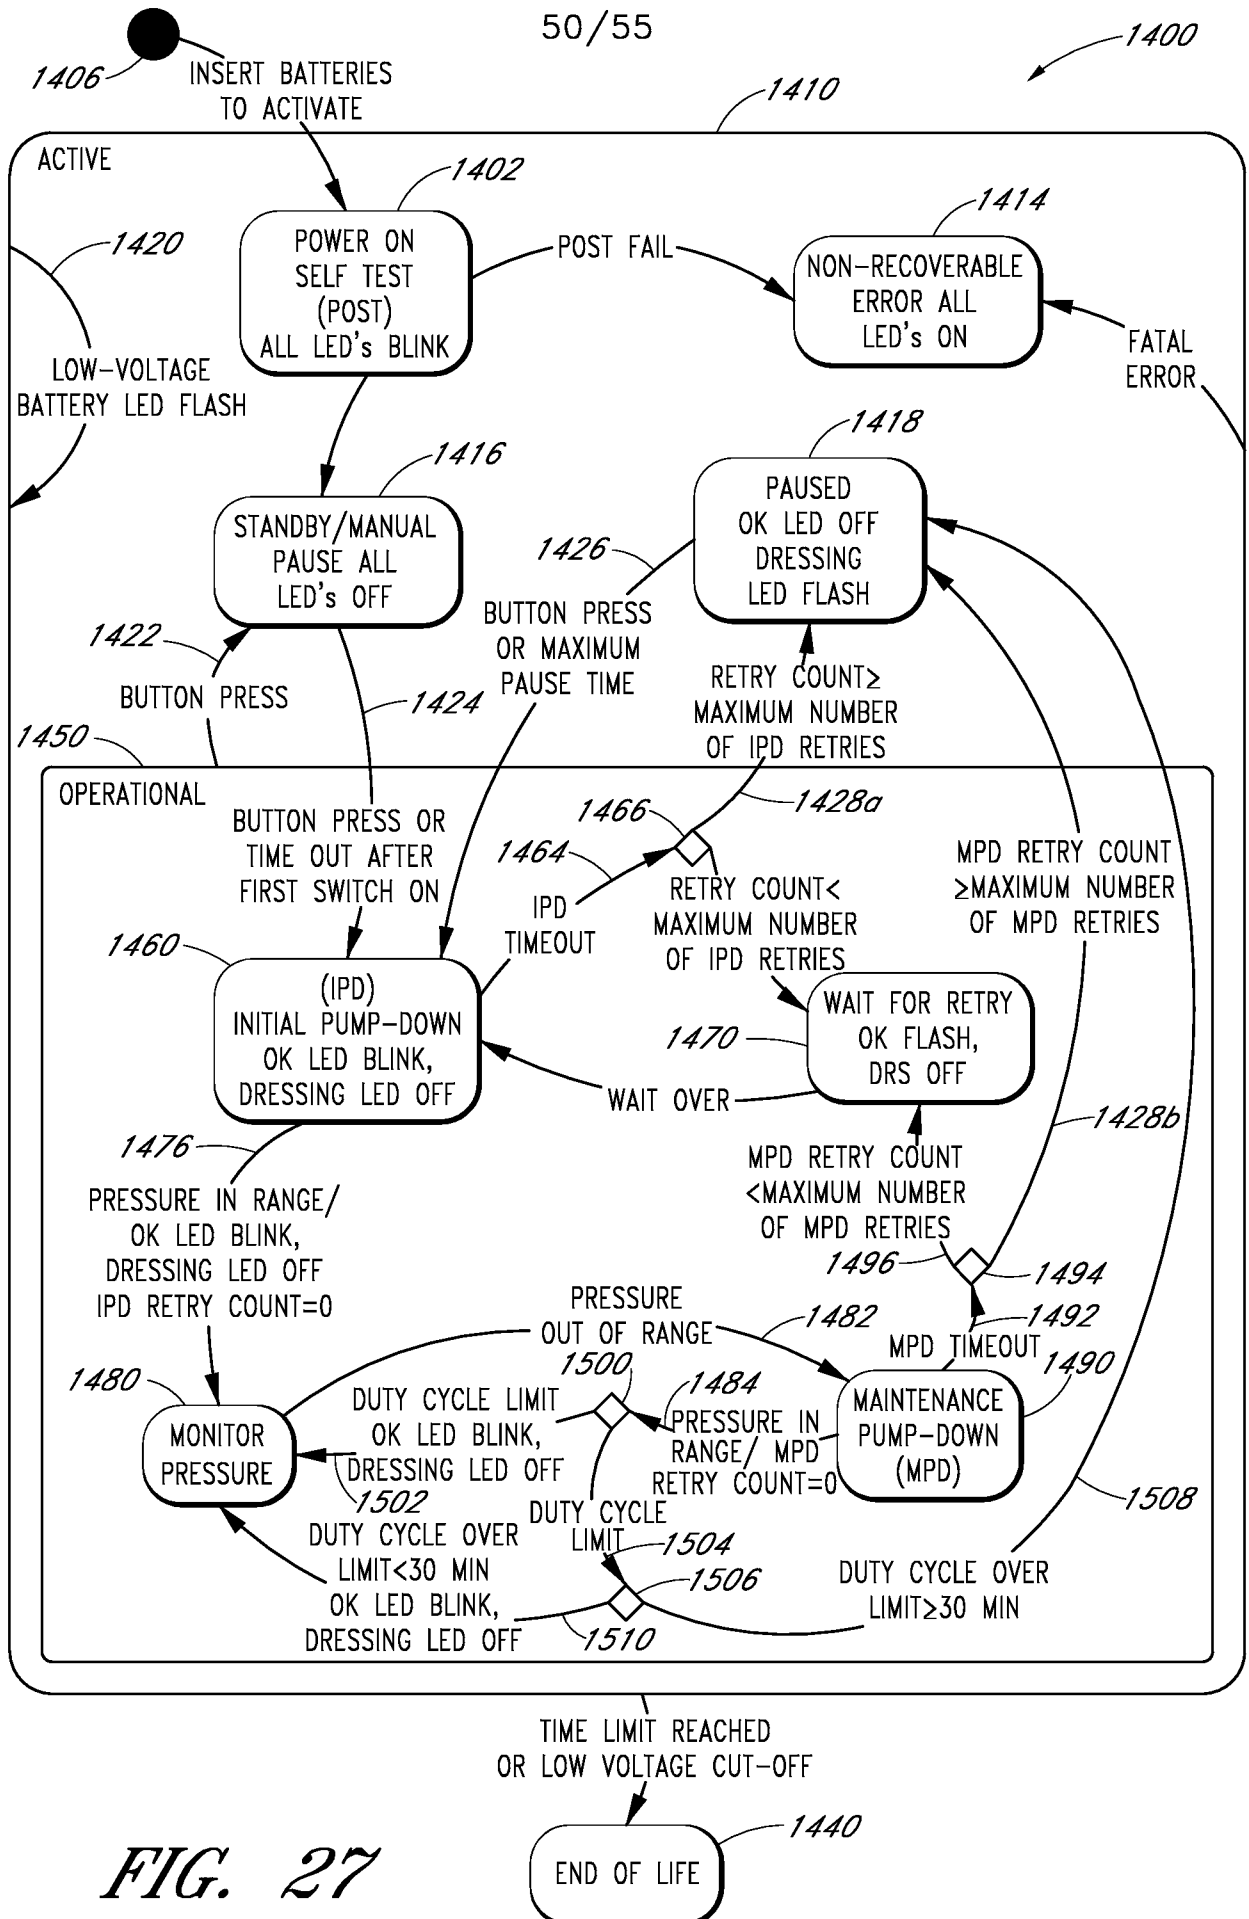 50/55
1400
1406
INSERT BATTERIES
TO ACTIVATE
1410
ACTIVE
1402
1414
1420
POWER ON
SELF TEST
(POST)
ALL LED's BLINK
POST FAIL
NON-RECOVERABLE
ERROR ALL
LED's ON
FATAL
ERROR
LOW-VOLTAGE
BATTERY LED FLASH
1416
1418
STANDBY/MANUAL
PAUSE ALL
LED's OFF
PAUSED
OK LED OFF
DRESSING
LED FLASH
1426
BUTTON PRESS
OR MAXIMUM
PAUSE TIME
1422
BUTTON PRESS
1424
RETRY COUNT≥
MAXIMUM NUMBER
OF IPD RETRIES
1450
OPERATIONAL
BUTTON PRESS OR
TIME OUT AFTER
FIRST SWITCH ON
1466
1428a
1464
IPD
TIMEOUT
RETRY COUNT<
MAXIMUM NUMBER
OF IPD RETRIES
MPD RETRY COUNT
≥MAXIMUM NUMBER
OF MPD RETRIES
1460
(IPD)
INITIAL PUMP-DOWN
OK LED BLINK,
DRESSING LED OFF
1470
WAIT FOR RETRY
OK FLASH,
DRS OFF
WAIT OVER
1428b
1476
PRESSURE IN RANGE/
OK LED BLINK,
DRESSING LED OFF
IPD RETRY COUNT=0
MPD RETRY COUNT
<MAXIMUM NUMBER
OF MPD RETRIES
1496
1494
PRESSURE
OUT OF RANGE
1482
1492
MPD TIMEOUT
1490
1480
MONITOR
PRESSURE
1500
DUTY CYCLE LIMIT
OK LED BLINK,
DRESSING LED OFF
1484
PRESSURE IN
RANGE/ MPD
RETRY COUNT=0
MAINTENANCE
PUMP-DOWN
(MPD)
1502
DUTY CYCLE
LIMIT
1504
1508
DUTY CYCLE OVER
LIMIT<30 MIN
OK LED BLINK,
DRESSING LED OFF
1506
1510
DUTY CYCLE OVER
LIMIT≥30 MIN
TIME LIMIT REACHED
OR LOW VOLTAGE CUT-OFF
1440
END OF LIFE
FIG. 27